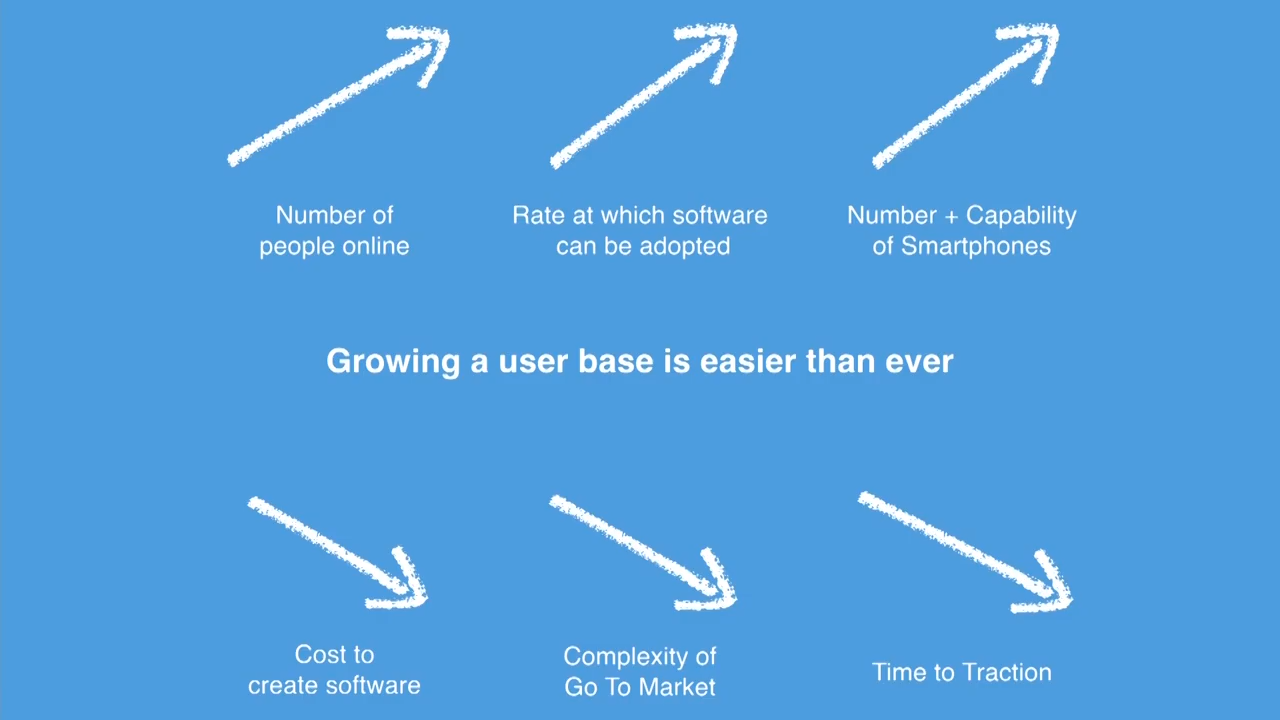 Number of
people online
Rate at which software
can be adopted
Number + Capability
of Smartphones
Growing a user base is easier than ever
Cost to
create software
Complexity of
Go To Market
Time to Traction